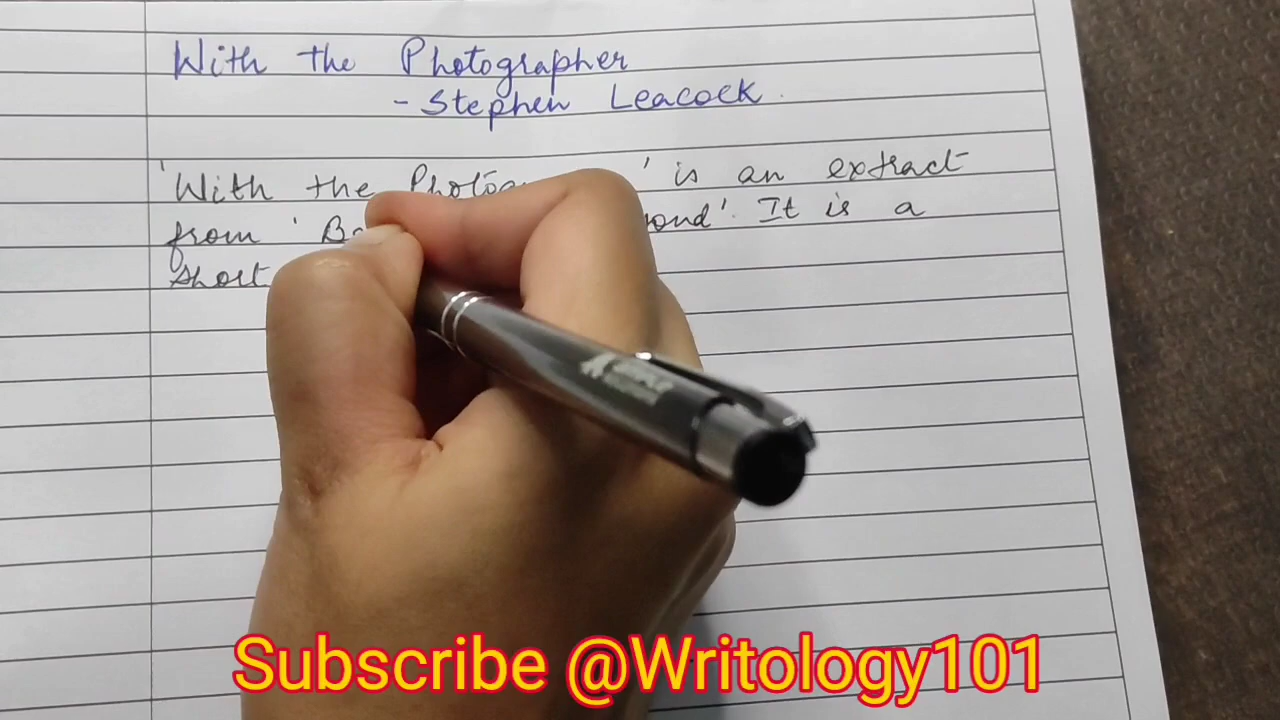 With the Photographer
- Stephen Leacock
'With the ' is an extract
from ' '. It is a
short
Subscribe @Writology101